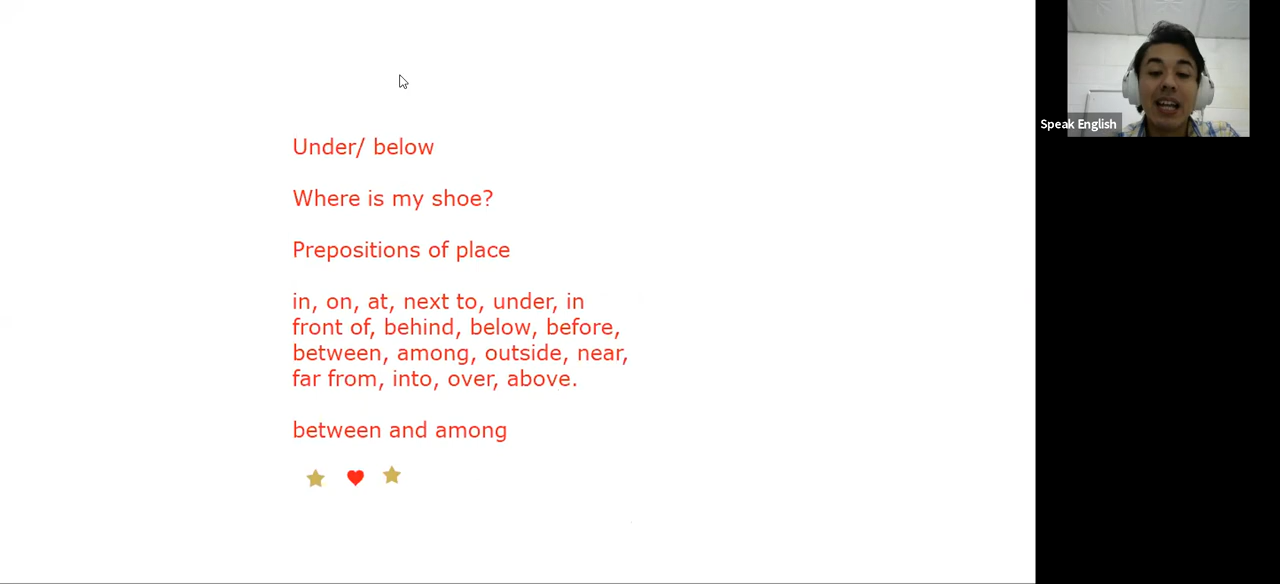 Under/ below
Where is my shoe?
Prepositions of place
in, on, at, next to, under, in
front of, behind, below, before,
between, among, outside, near,
far from, into, over, above.
between and among
Speak English